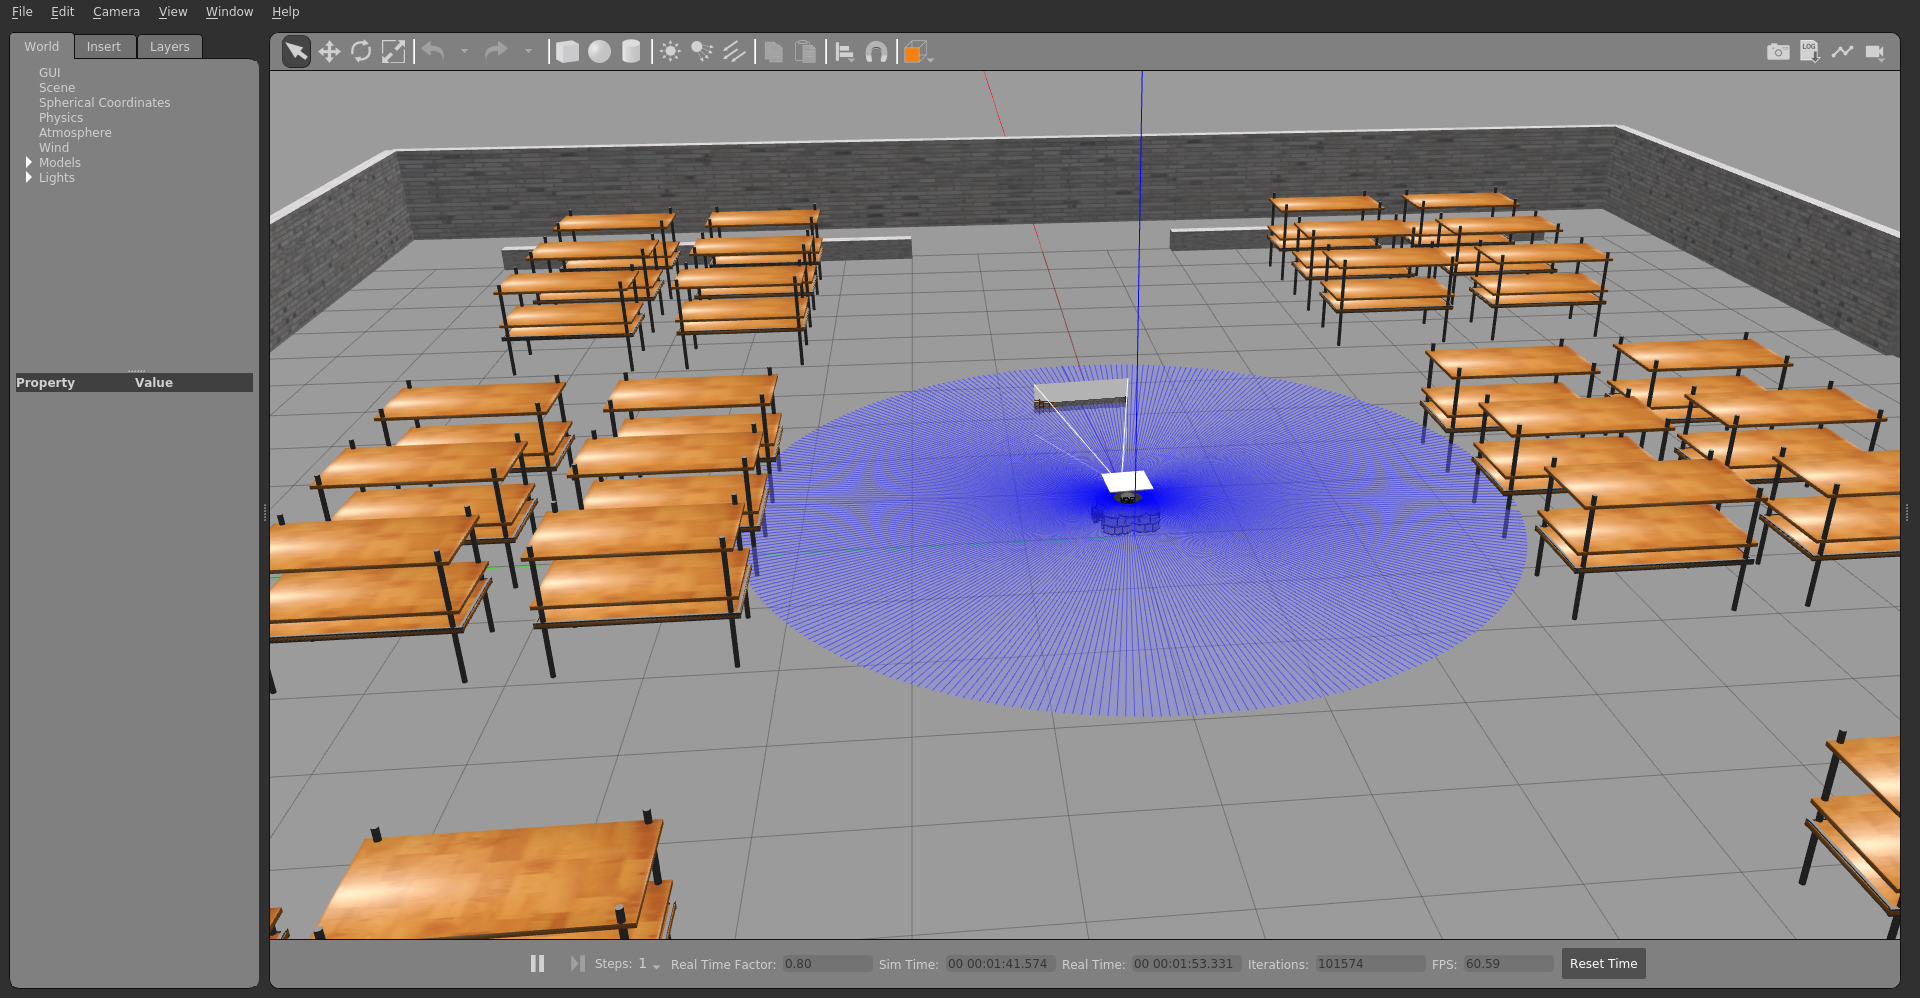 File Edit Camera View Window Help
World Insert Layers
LOG
GUI
Scene
Spherical Coordinates
Physics
Atmosphere
Wind
Models
Lights
Property Value
Steps: 1 Real Time Factor: 0.80 Sim Time: 00 00:01:41.574 Real Time: 00 00:01:53.331 Iterations: 101574 FPS: 60.59 Reset Time